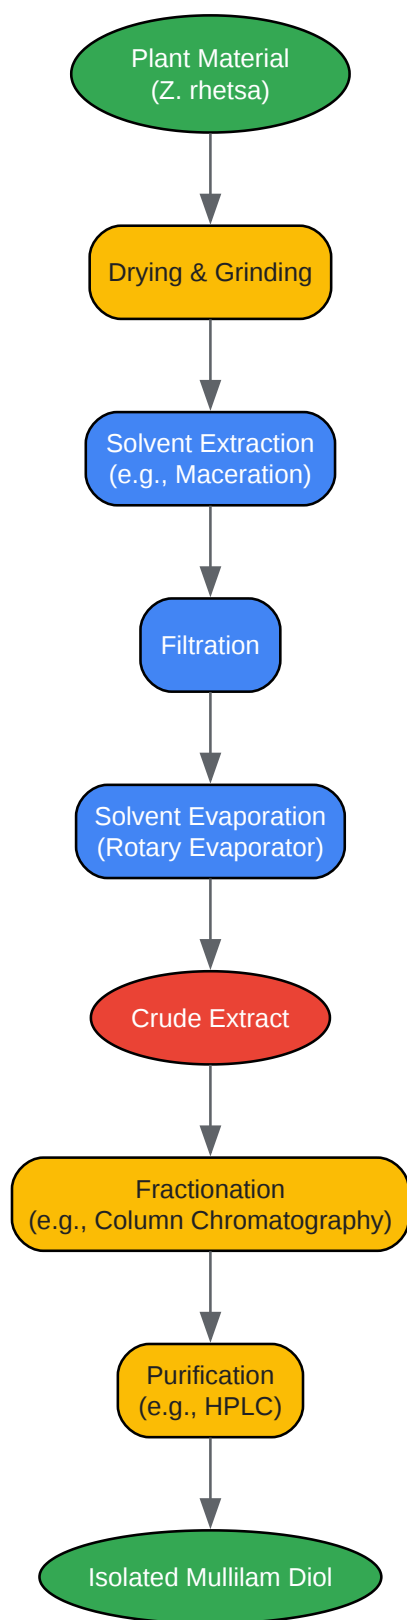 Plant Material
(Z. rhetsa)
Drying & Grinding
Solvent Extraction
(e.g., Maceration)
Filtration
Solvent Evaporation
(Rotary Evaporator)
Crude Extract
Fractionation
(e.g., Column Chromatography)
Purification
(e.g., HPLC)
Isolated Mullilam Diol